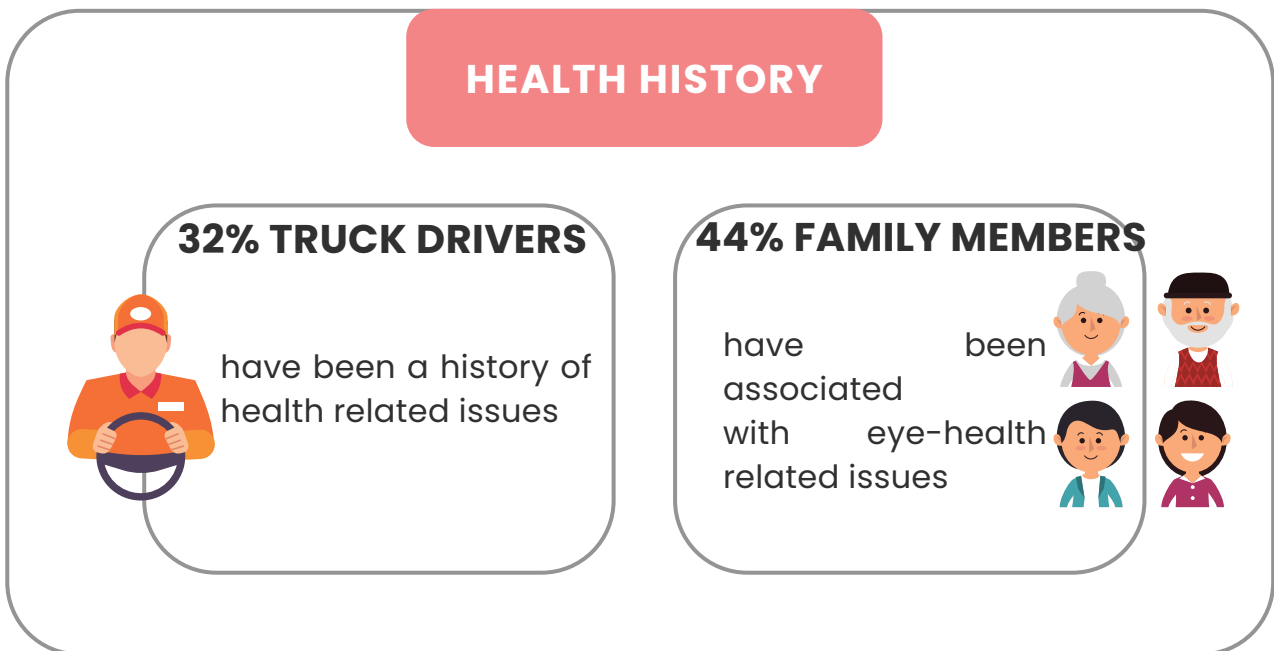 HEALTH HISTORY
32% TRUCK DRIVERS
have been a history of
health related issues
44% FAMILY MEMBERS
have been
associated
with eye-health
related issues